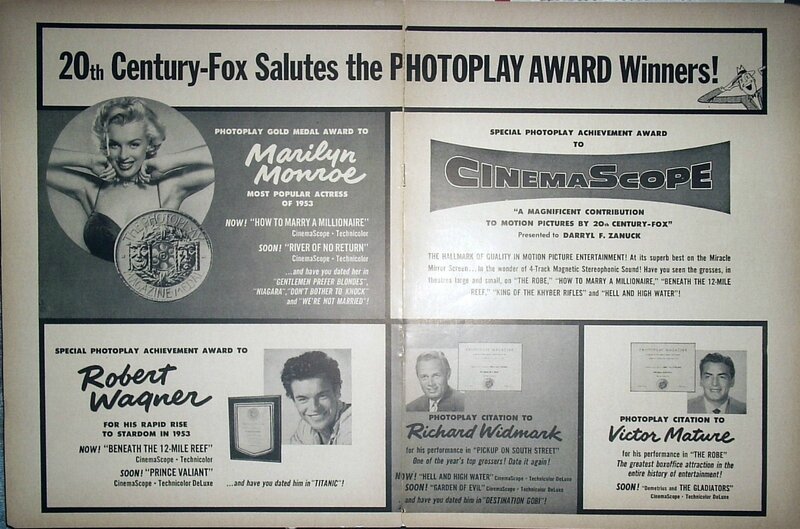 20th Century-Fox Salutes the PHOTOPLAY AWARD Winners!
PHOTOPLAY GOLD MEDAL AWARD TO
Marilyn
Monroe
MOST POPULAR ACTRESS
OF 1953
NOW! "HOW TO MARRY A MILLIONAIRE"
CinemaScope - Technicolor
SOON! "RIVER OF NO RETURN"
CinemaScope - Technicolor
...and have you dated her in
"GENTLEMEN PREFER BLONDES",
"NIAGARA", "DON'T BOTHER TO KNOCK"
and "WE'RE NOT MARRIED"!
THE PHOTOPLAY
MAGAZINE MEDAL
SPECIAL PHOTOPLAY ACHIEVEMENT AWARD
TO
CINEMASCOPE
"A MAGNIFICENT CONTRIBUTION
TO MOTION PICTURES BY 20th CENTURY-FOX"
Presented to DARRYL F. ZANUCK
THE HALLMARK OF QUALITY IN MOTION PICTURE ENTERTAINMENT! At its superb best on the Miracle
Mirror Screen... In the wonder of 4-Track Magnetic Stereophonic Sound! Have you seen the grosses, in
theatres large and small, on "THE ROBE," "HOW TO MARRY A MILLIONAIRE," "BENEATH THE 12-MILE
REEF," "KING OF THE KHYBER RIFLES" and "HELL AND HIGH WATER"!
SPECIAL PHOTOPLAY ACHIEVEMENT AWARD TO
Robert
Wagner
FOR HIS RAPID RISE
TO STARDOM IN 1953
NOW! "BENEATH THE 12-MILE REEF"
CinemaScope - Technicolor
SOON! "PRINCE VALIANT"
CinemaScope - Technicolor DeLuxe
...and have you dated him in "TITANIC"!
PHOTOPLAY MAGAZINE
PHOTOPLAY CITATION TO
Richard Widmark
for his performance in "PICKUP ON SOUTH STREET"
One of the year's top grossers! Date it again!
NOW! "HELL AND HIGH WATER" CinemaScope - Technicolor DeLuxe
SOON! "GARDEN OF EVIL" CinemaScope - Technicolor DeLuxe
...and have you dated him in "DESTINATION GOBI"!
PHOTOPLAY MAGAZINE
PHOTOPLAY CITATION TO
Victor Mature
for his performance in "THE ROBE"
The greatest boxoffice attraction in the
entire history of entertainment!
SOON! "Demetrius and THE GLADIATORS"
CinemaScope - Technicolor DeLuxe